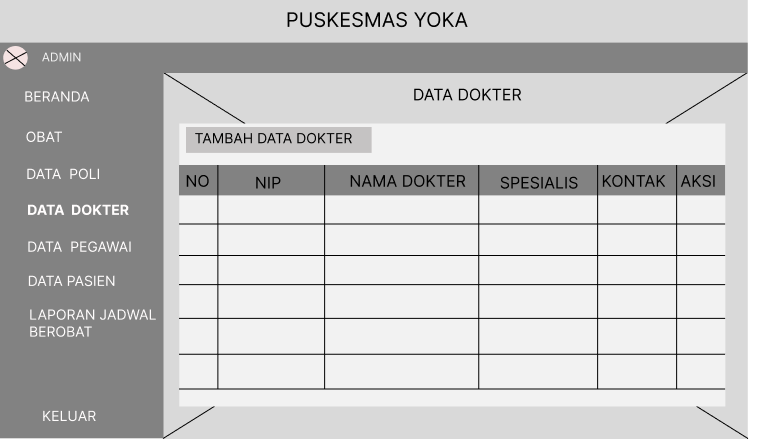 PUSKESMAS YOKA
ADMIN
BERANDA
OBAT
DATA POLI
DATA DOKTER
DATA PEGAWAI
DATA PASIEN
LAPORAN JADWAL
BEROBAT
KELUAR
DATA DOKTER
TAMBAH DATA DOKTER
NO NIP NAMA DOKTER SPESIALIS KONTAK AKSI